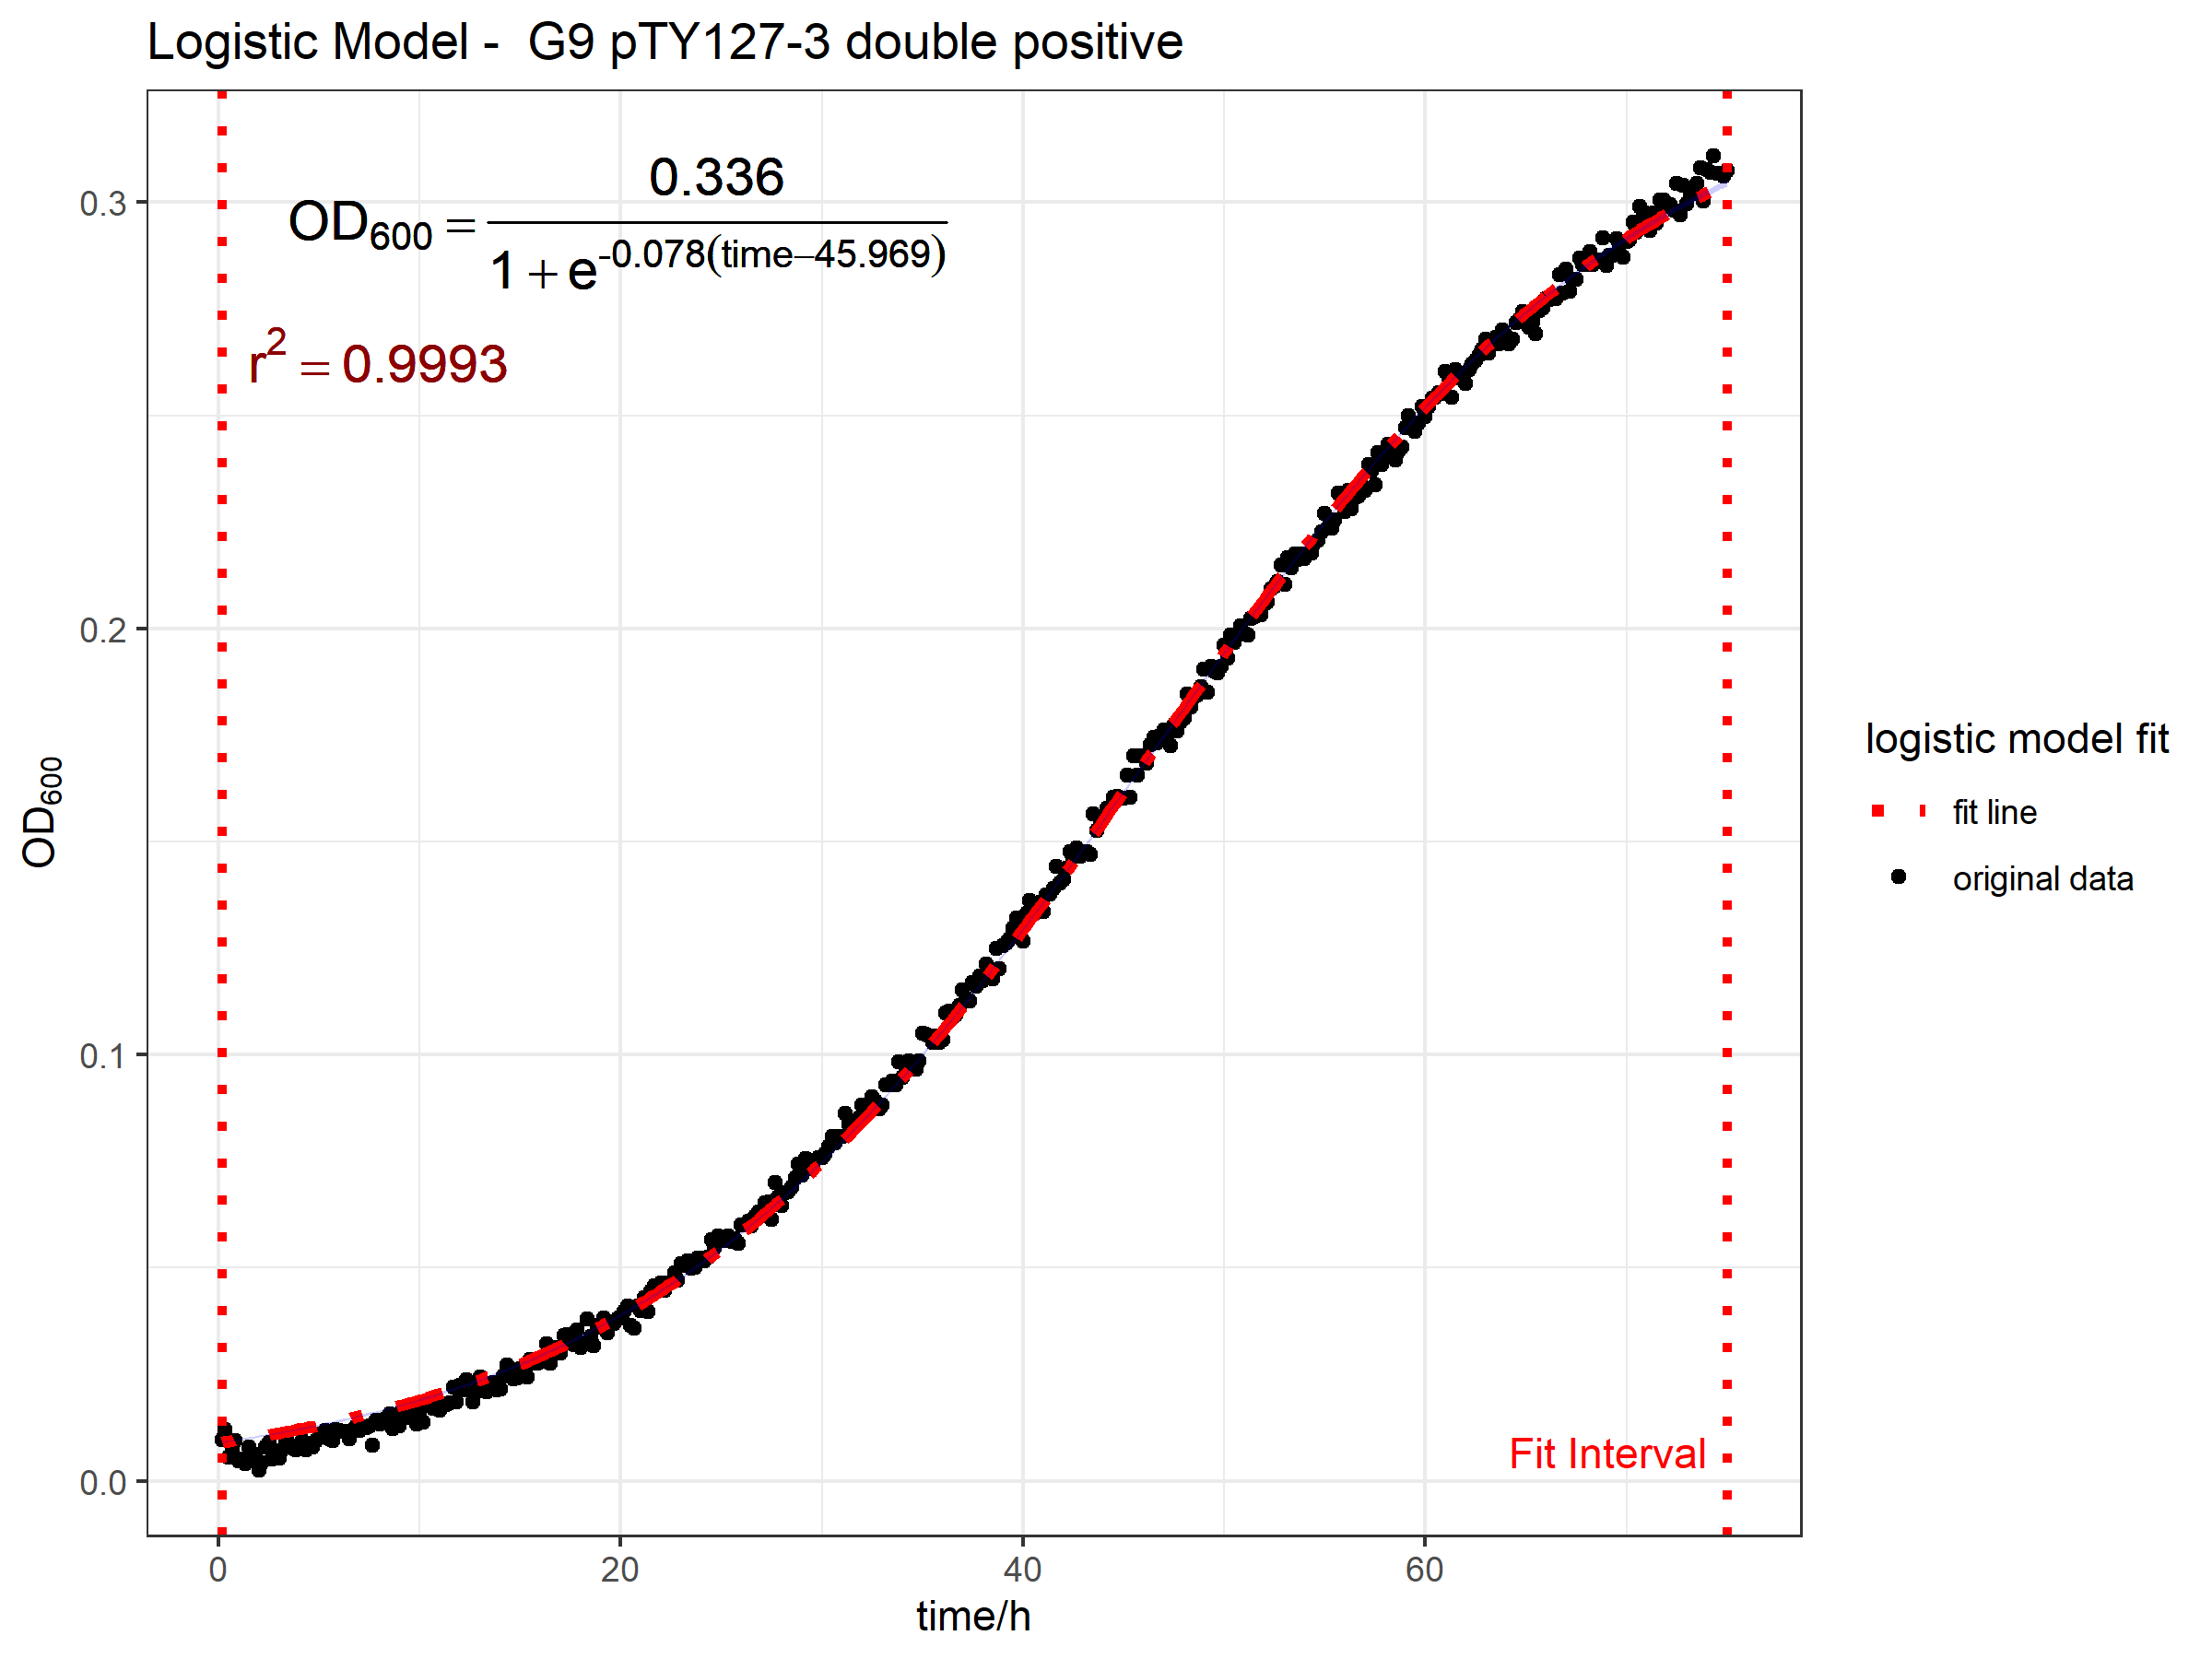 Logistic Model -  G9 pTY127-3 double positive
OD₆₀₀ = 0.336 / 1 + e^-0.078(time−45.969)
r² = 0.9993
0.3
0.2
0.1
0.0
OD₆₀₀
Fit Interval
0 20 40 60
time/h
logistic model fit
fit line
original data